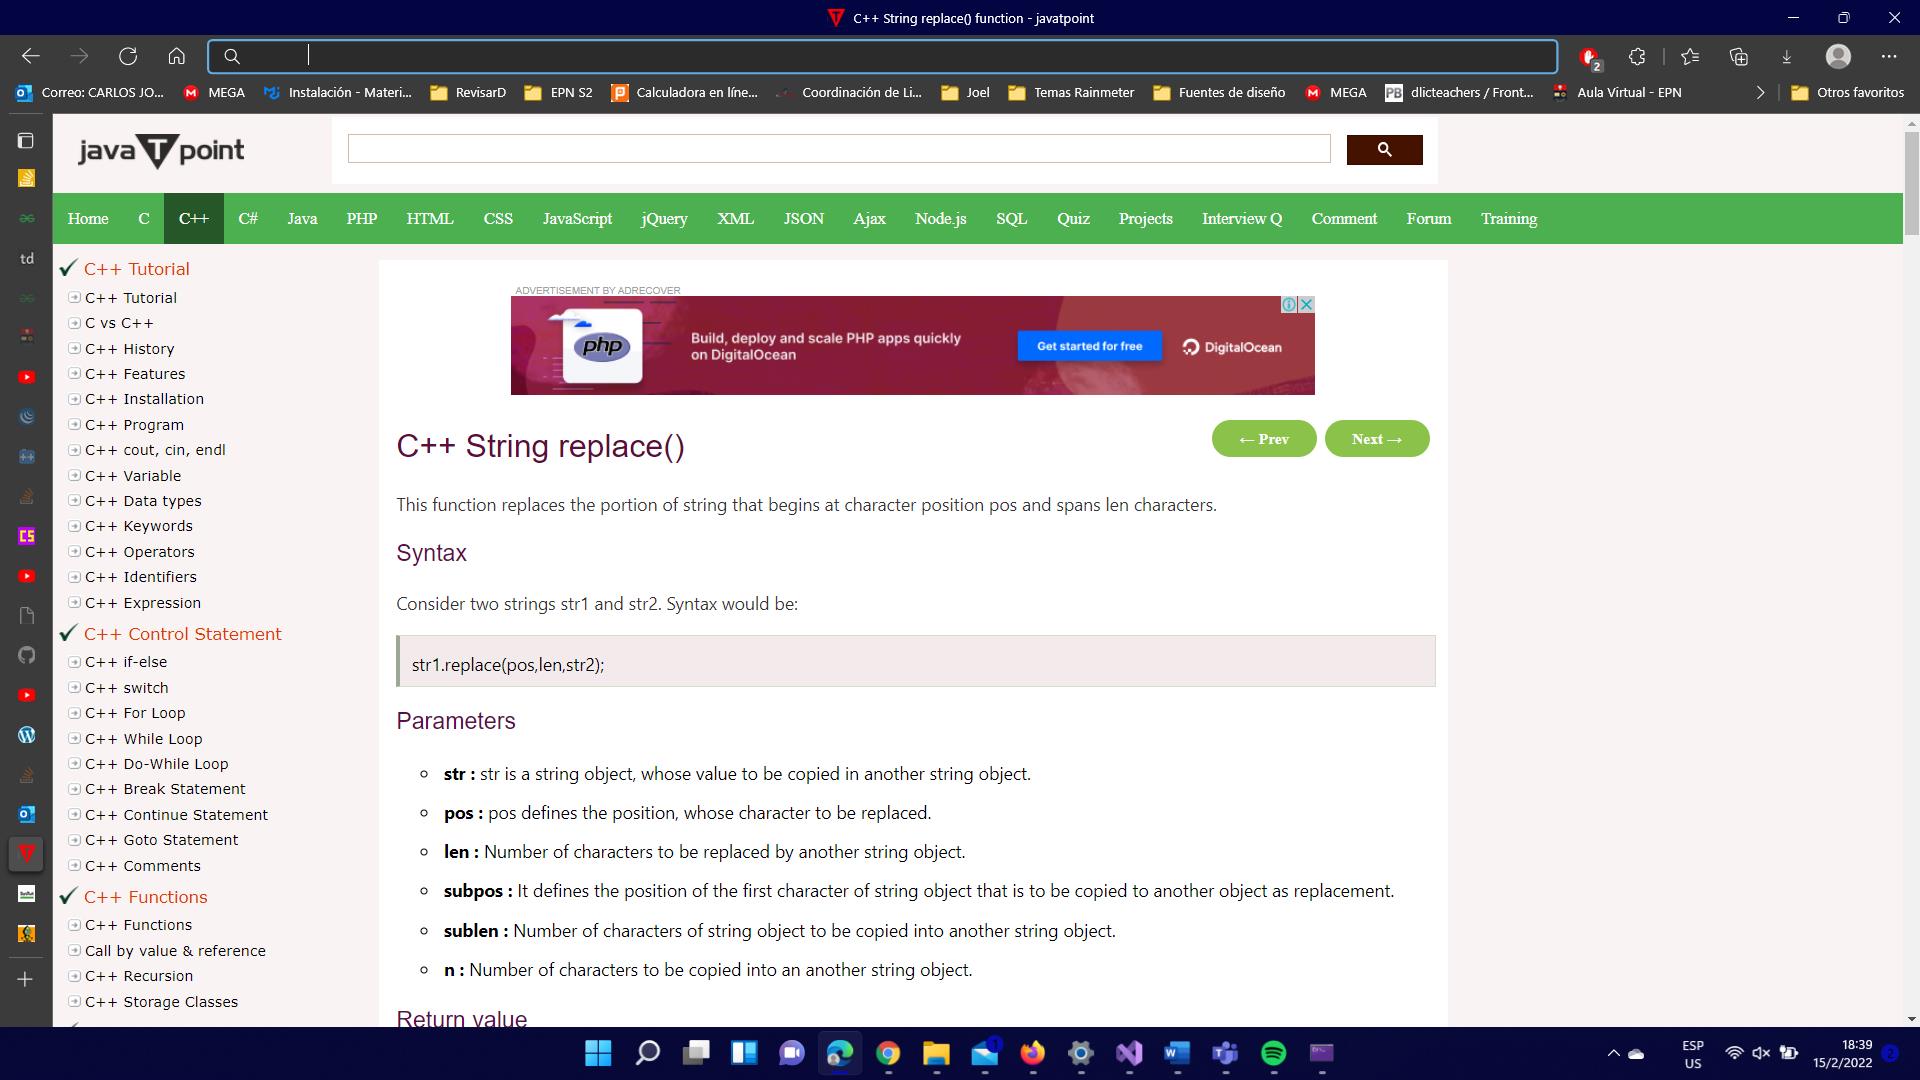 C++ String replace() function - javatpoint
2
Correo: CARLOS JO...
MEGA
Instalación - Materi...
RevisarD
EPN S2
Calculadora en líne...
Coordinación de Li...
Joel
Temas Rainmeter
Fuentes de diseño
MEGA
PB dlicteachers / Front...
Aula Virtual - EPN
Otros favoritos
java T point
Home C C++ C# Java PHP HTML CSS JavaScript jQuery XML JSON Ajax Node.js SQL Quiz Projects Interview Q Comment Forum Training
td
CS
C++ Tutorial
C++ Tutorial
C vs C++
C++ History
C++ Features
C++ Installation
C++ Program
C++ cout, cin, endl
C++ Variable
C++ Data types
C++ Keywords
C++ Operators
C++ Identifiers
C++ Expression
C++ Control Statement
C++ if-else
C++ switch
C++ For Loop
C++ While Loop
C++ Do-While Loop
C++ Break Statement
C++ Continue Statement
C++ Goto Statement
C++ Comments
C++ Functions
C++ Functions
Call by value & reference
C++ Recursion
C++ Storage Classes
ADVERTISEMENT BY ADRECOVER
php
Build, deploy and scale PHP apps quickly
on DigitalOcean
Get started for free
DigitalOcean
C++ String replace()
← Prev
Next →
This function replaces the portion of string that begins at character position pos and spans len characters.
Syntax
Consider two strings str1 and str2. Syntax would be:
str1.replace(pos,len,str2);
Parameters
str : str is a string object, whose value to be copied in another string object.
pos : pos defines the position, whose character to be replaced.
len : Number of characters to be replaced by another string object.
subpos : It defines the position of the first character of string object that is to be copied to another object as replacement.
sublen : Number of characters of string object to be copied into another string object.
n : Number of characters to be copied into an another string object.
Return value
ESP
US
18:39
15/2/2022
2